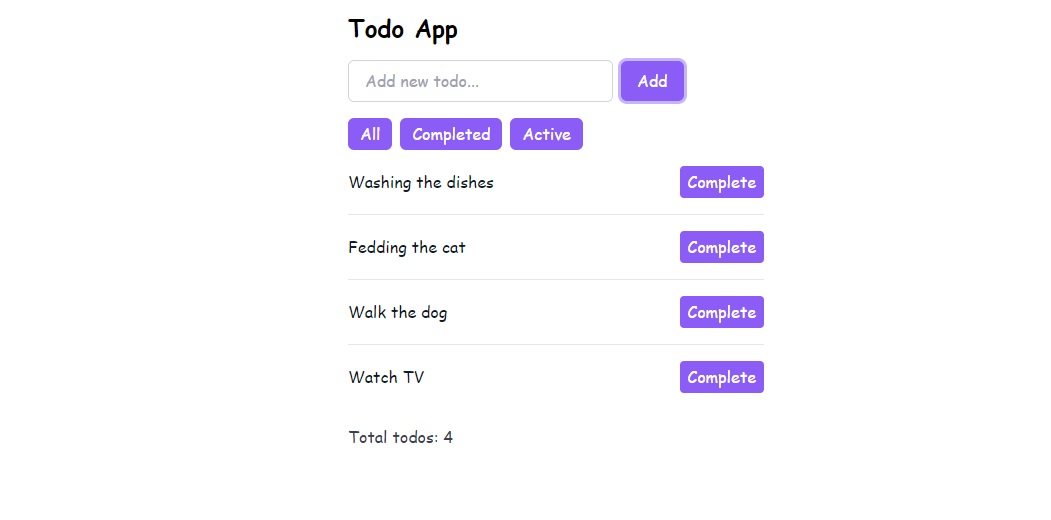 Todo App
Add new todo... Add
All Completed Active
Washing the dishes Complete
Fedding the cat Complete
Walk the dog Complete
Watch TV Complete
Total todos: 4